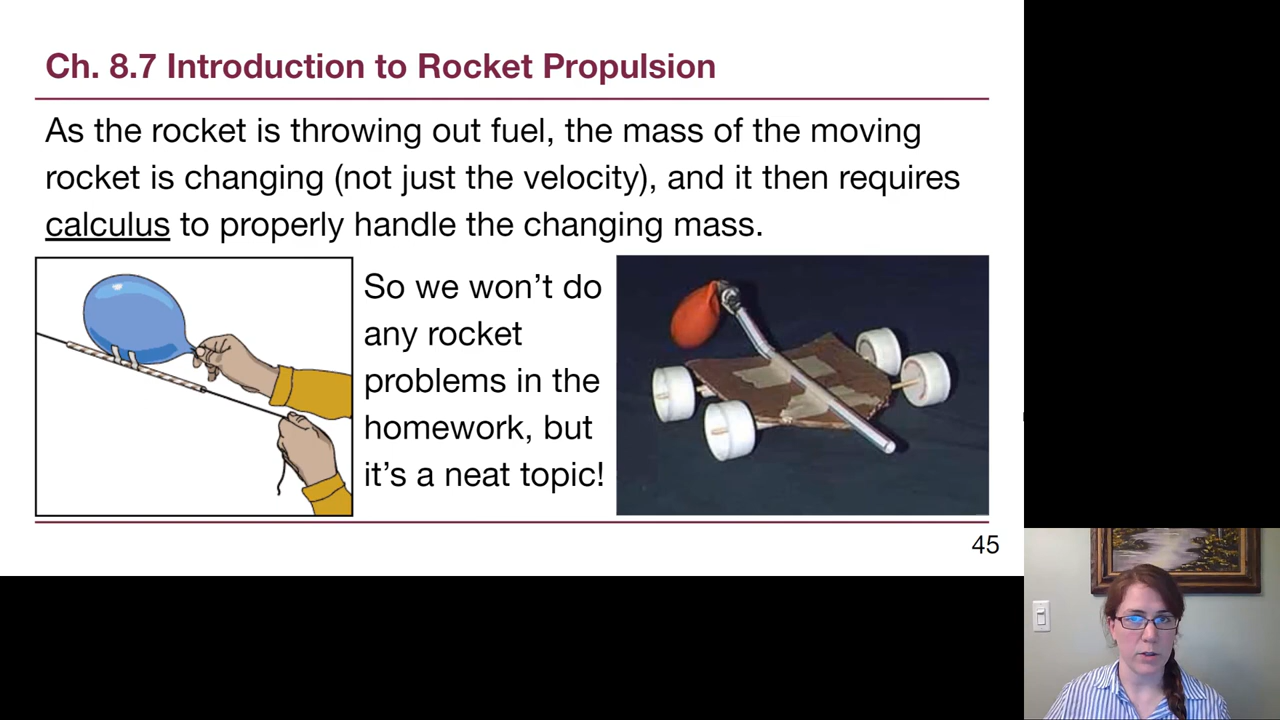 Ch. 8.7 Introduction to Rocket Propulsion
As the rocket is throwing out fuel, the mass of the moving
rocket is changing (not just the velocity), and it then requires
calculus to properly handle the changing mass.
So we won’t do
any rocket
problems in the
homework, but
it’s a neat topic!
45